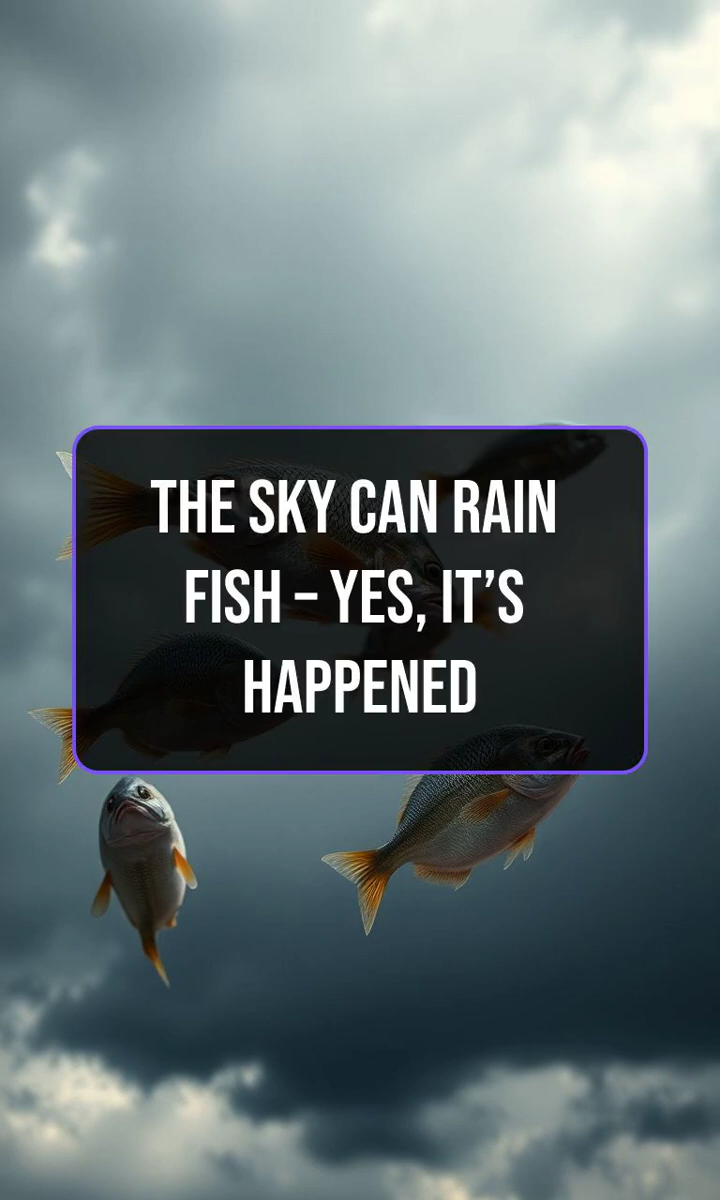 THE SKY CAN RAIN
FISH – YES, IT’S
HAPPENED